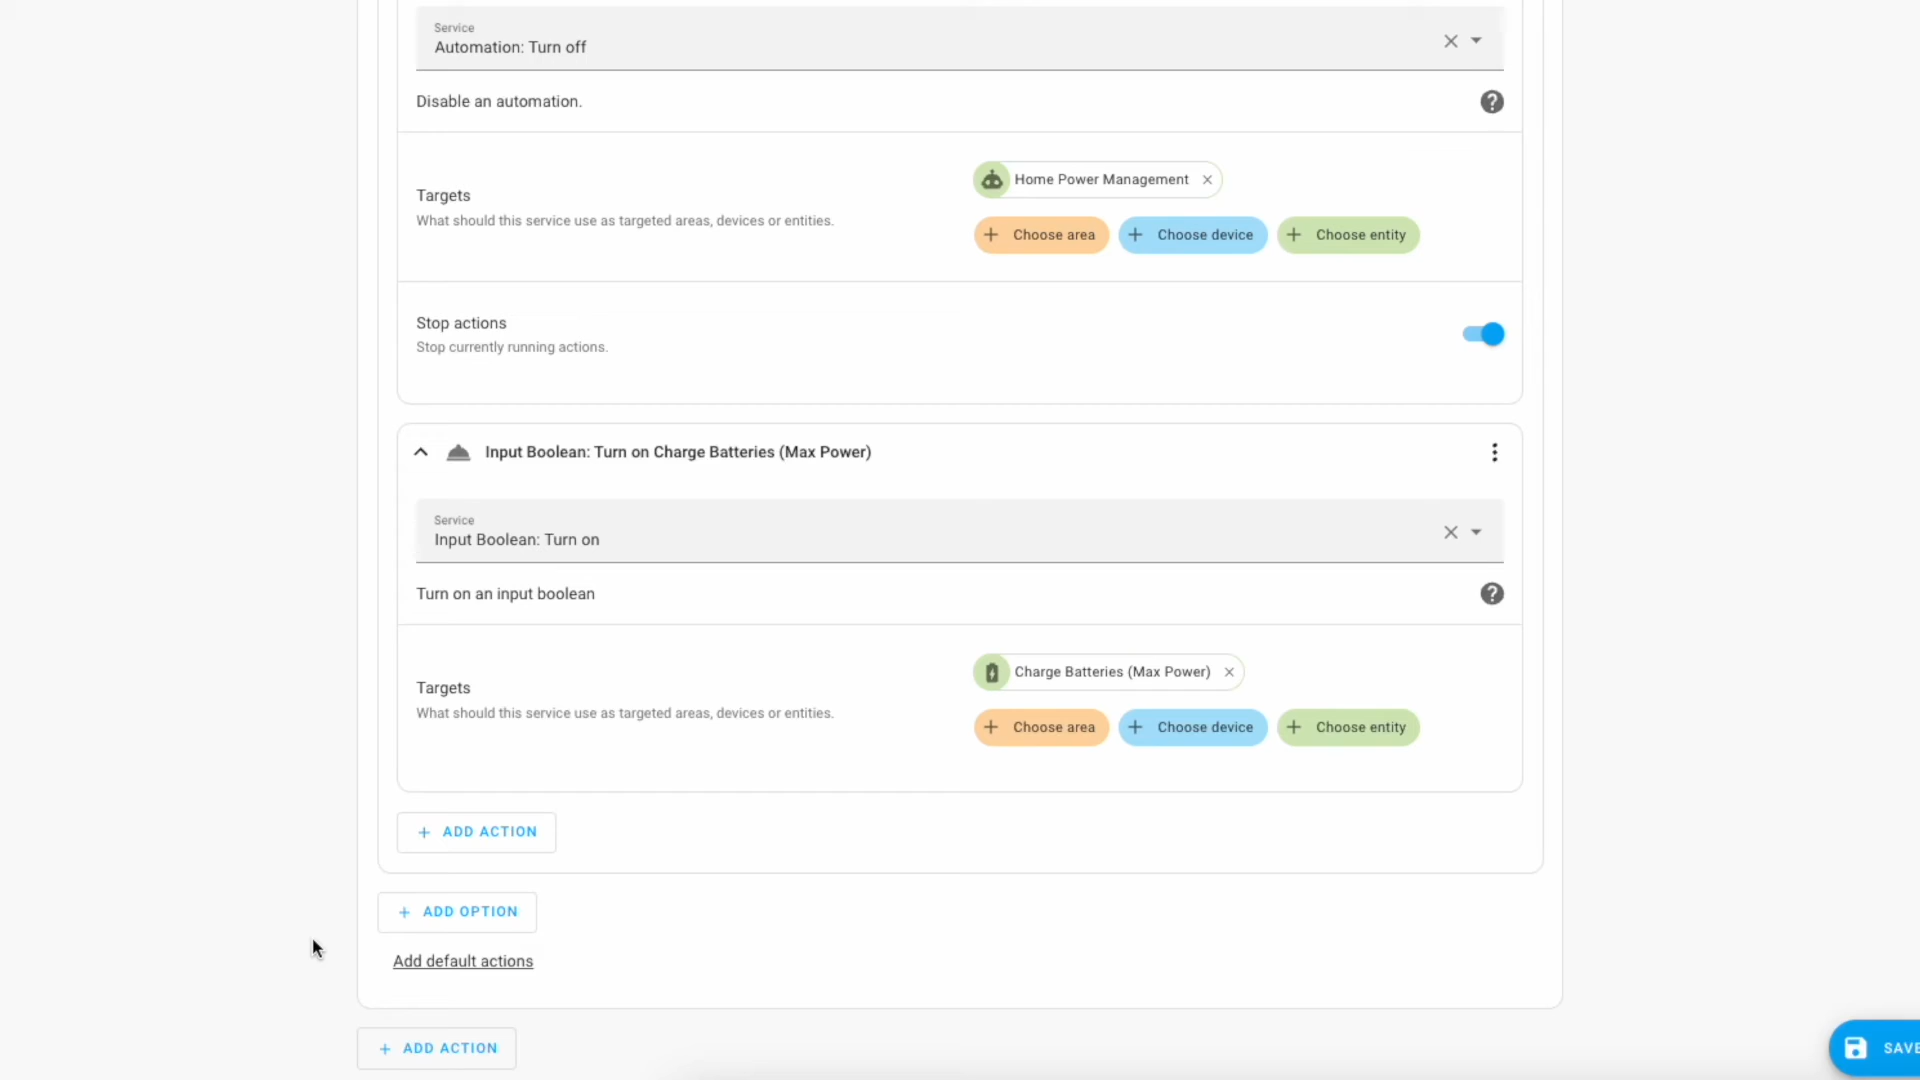 Service
Automation: Turn off
Disable an automation.
Home Power Management
Targets
What should this service use as targeted areas, devices or entities.
Choose area
Choose device
Choose entity
Stop actions
Stop currently running actions.
Input Boolean: Turn on Charge Batteries (Max Power)
Service
Input Boolean: Turn on
Turn on an input boolean
Charge Batteries (Max Power)
Targets
What should this service use as targeted areas, devices or entities.
Choose area
Choose device
Choose entity
ADD ACTION
ADD OPTION
Add default actions
ADD ACTION
SAVE